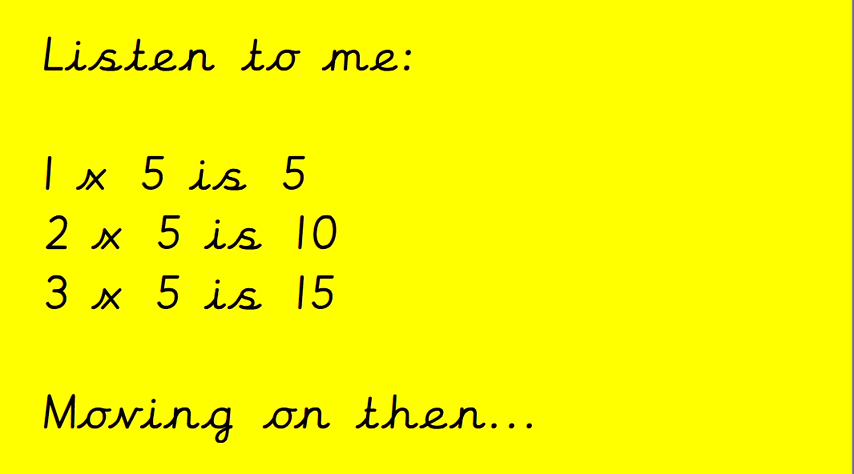 Listen to me:
1 x 5 is 5
2 x 5 is 10
3 x 5 is 15
Moving on then...